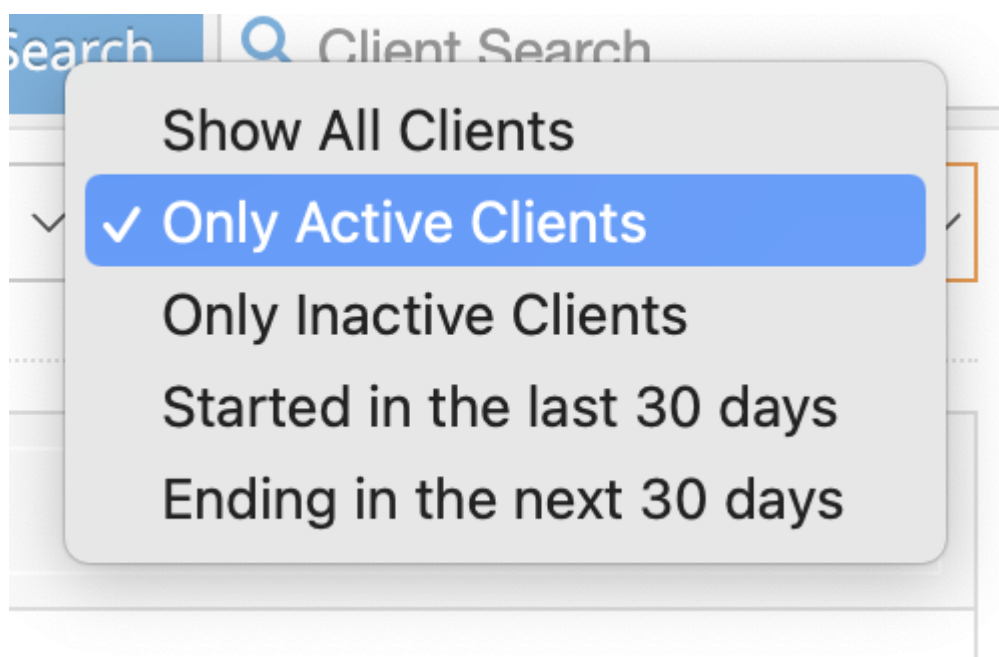 Search
Client Search
Show All Clients
✓ Only Active Clients
Only Inactive Clients
Started in the last 30 days
Ending in the next 30 days